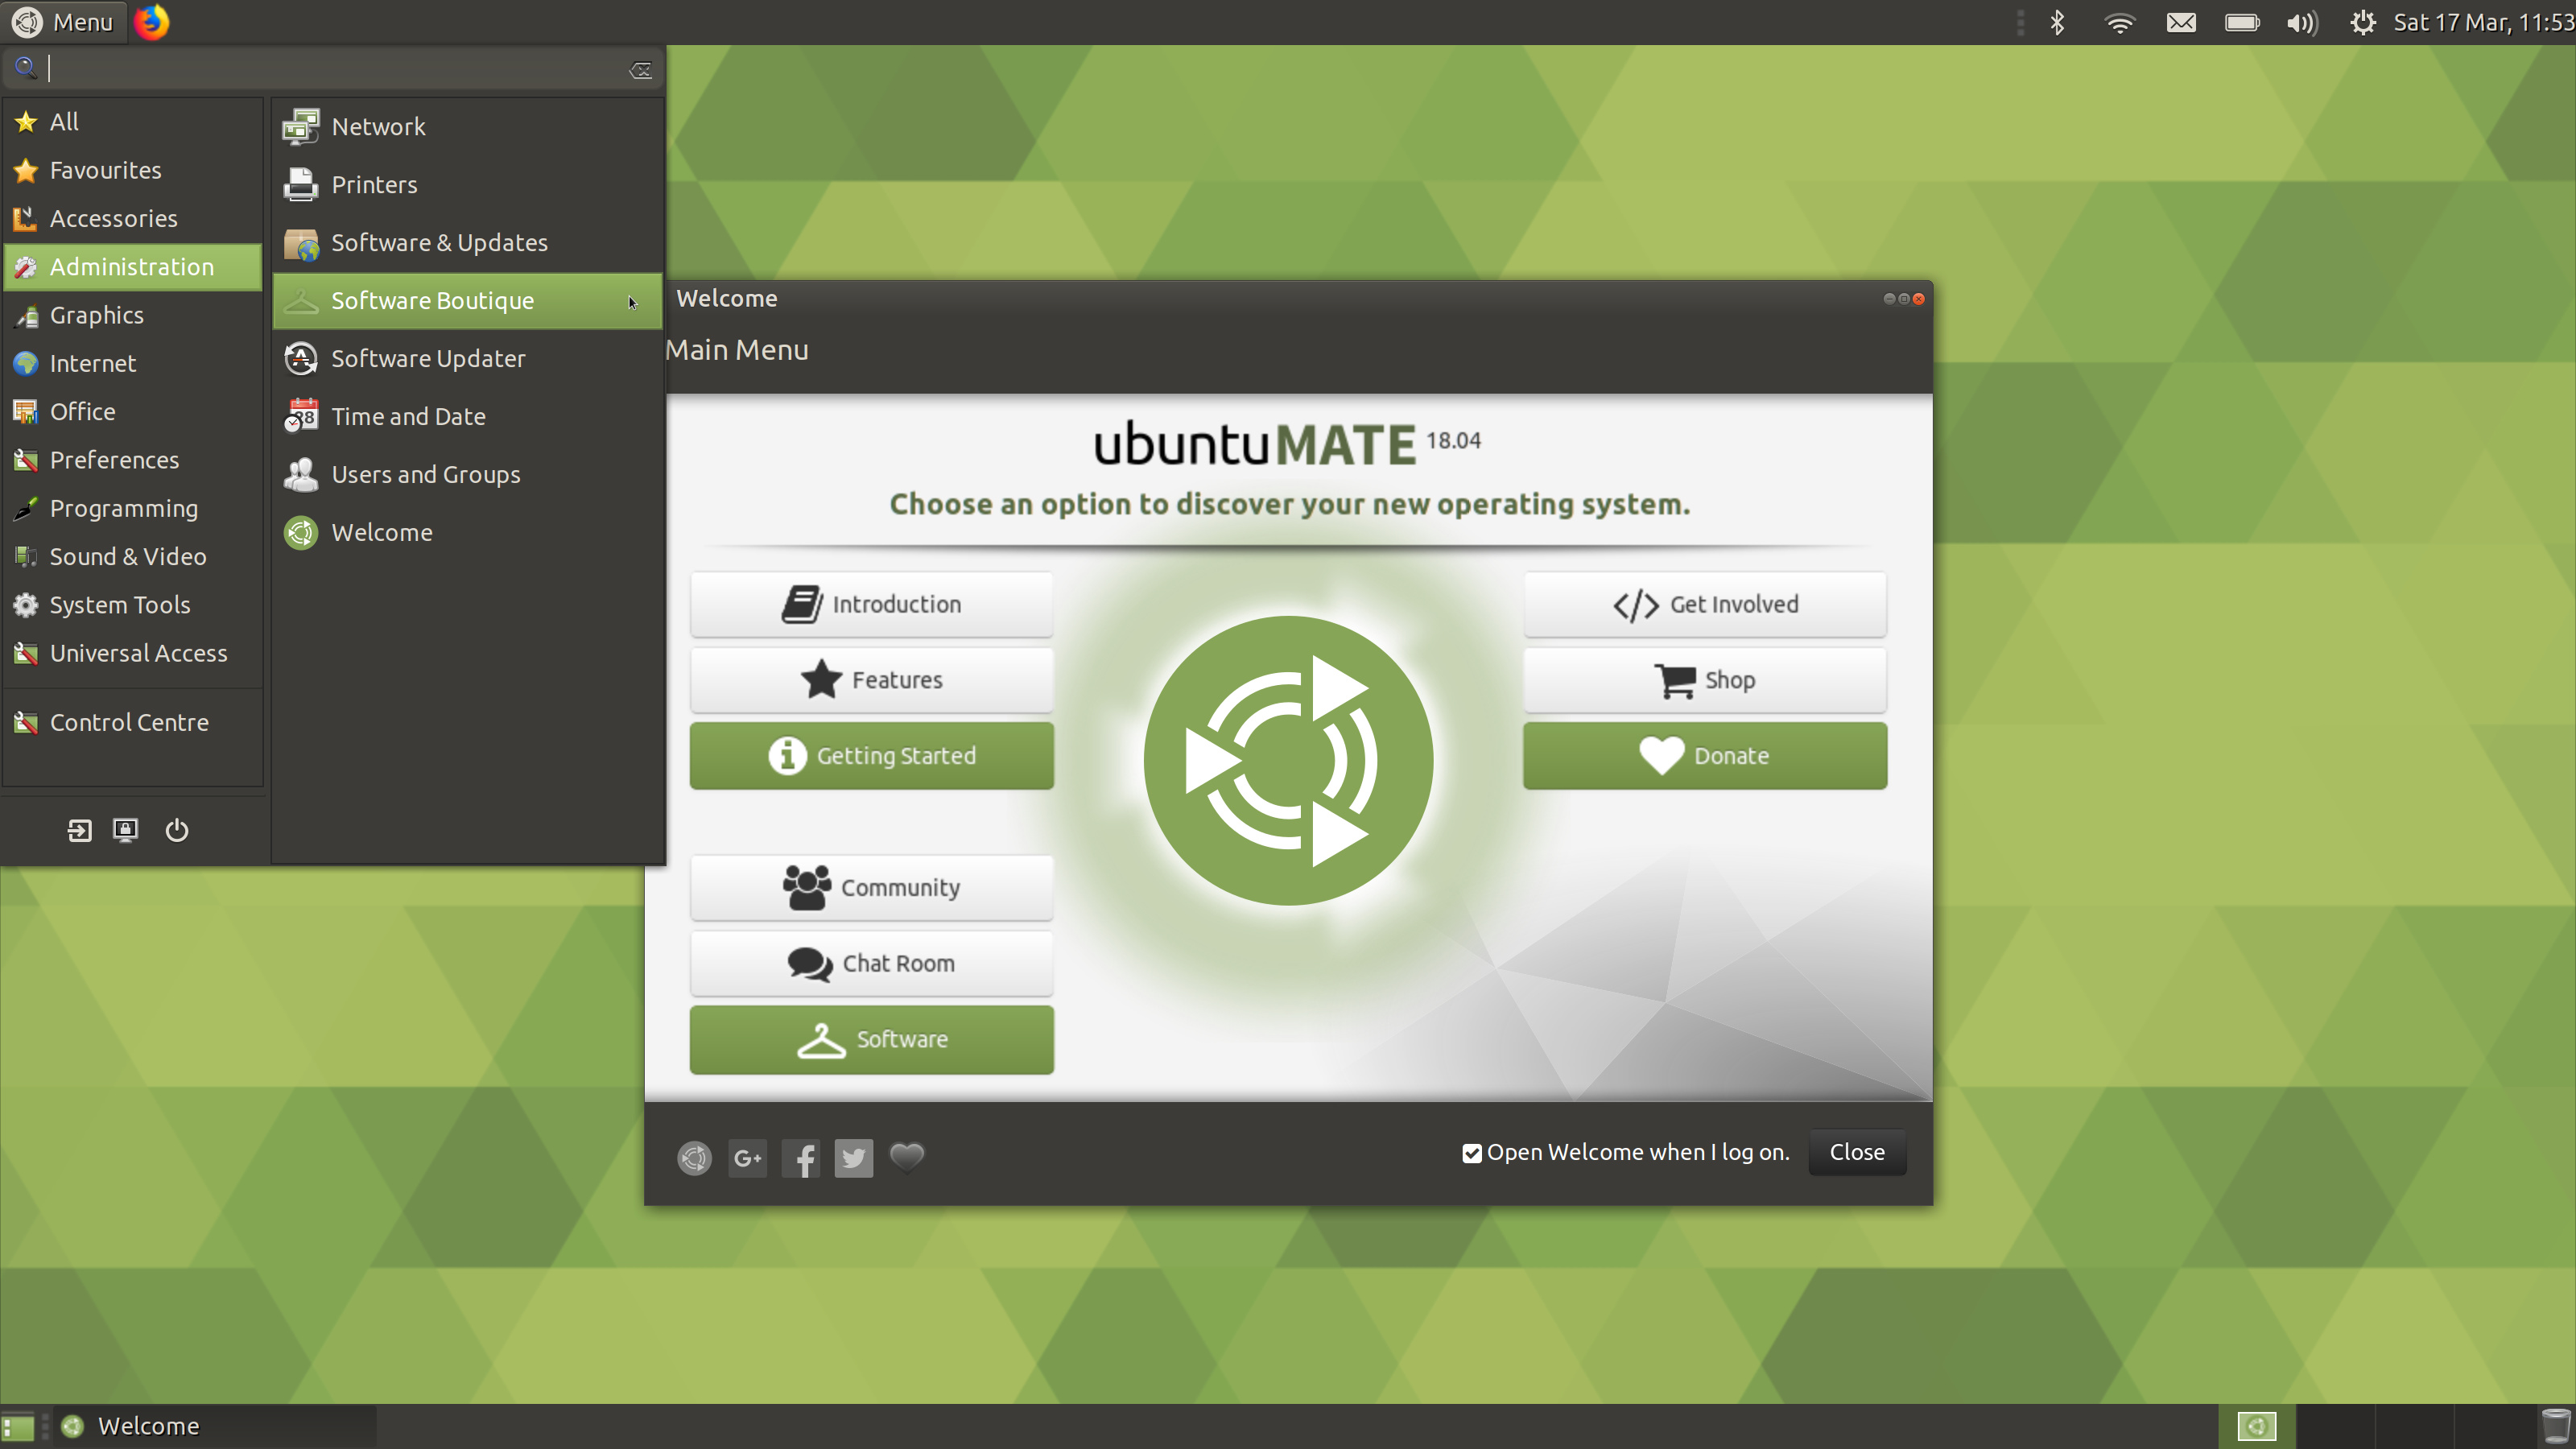 Menu
Sat 17 Mar, 11:53
All
Favourites
Accessories
Administration
Graphics
Internet
Office
Preferences
Programming
Sound & Video
System Tools
Universal Access
Control Centre
Network
Printers
Software & Updates
Software Boutique
Software Updater
Time and Date
Users and Groups
Welcome
Welcome
Main Menu
ubuntu MATE 18.04
Choose an option to discover your new operating system.
Introduction
Features
Getting Started
Community
Chat Room
Software
Get Involved
Shop
Donate
G+
Open Welcome when I log on.
Close
Welcome